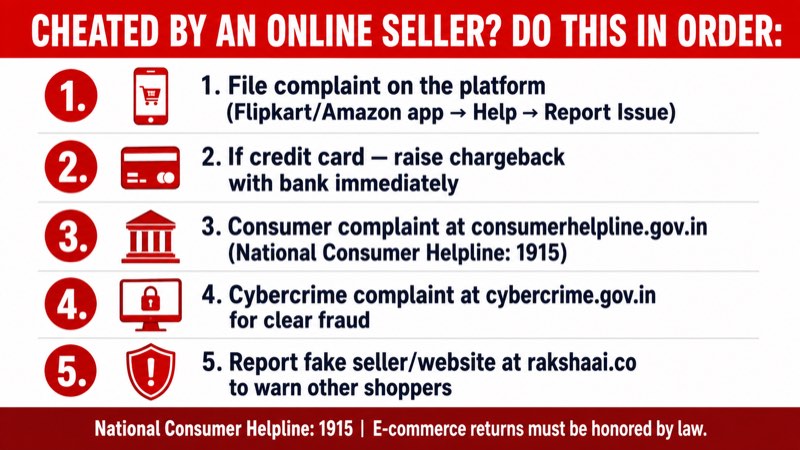 CHEATED BY AN ONLINE SELLER? DO THIS IN ORDER:
1.
1. File complaint on the platform
(Flipkart/Amazon app → Help → Report Issue)
2.
2. If credit card — raise chargeback
with bank immediately
3.
3. Consumer complaint at consumerhelpline.gov.in
(National Consumer Helpline: 1915)
4.
4. Cybercrime complaint at cybercrime.gov.in
for clear fraud
5.
5. Report fake seller/website at rakshaai.co
to warn other shoppers
National Consumer Helpline: 1915 | E-commerce returns must be honored by law.